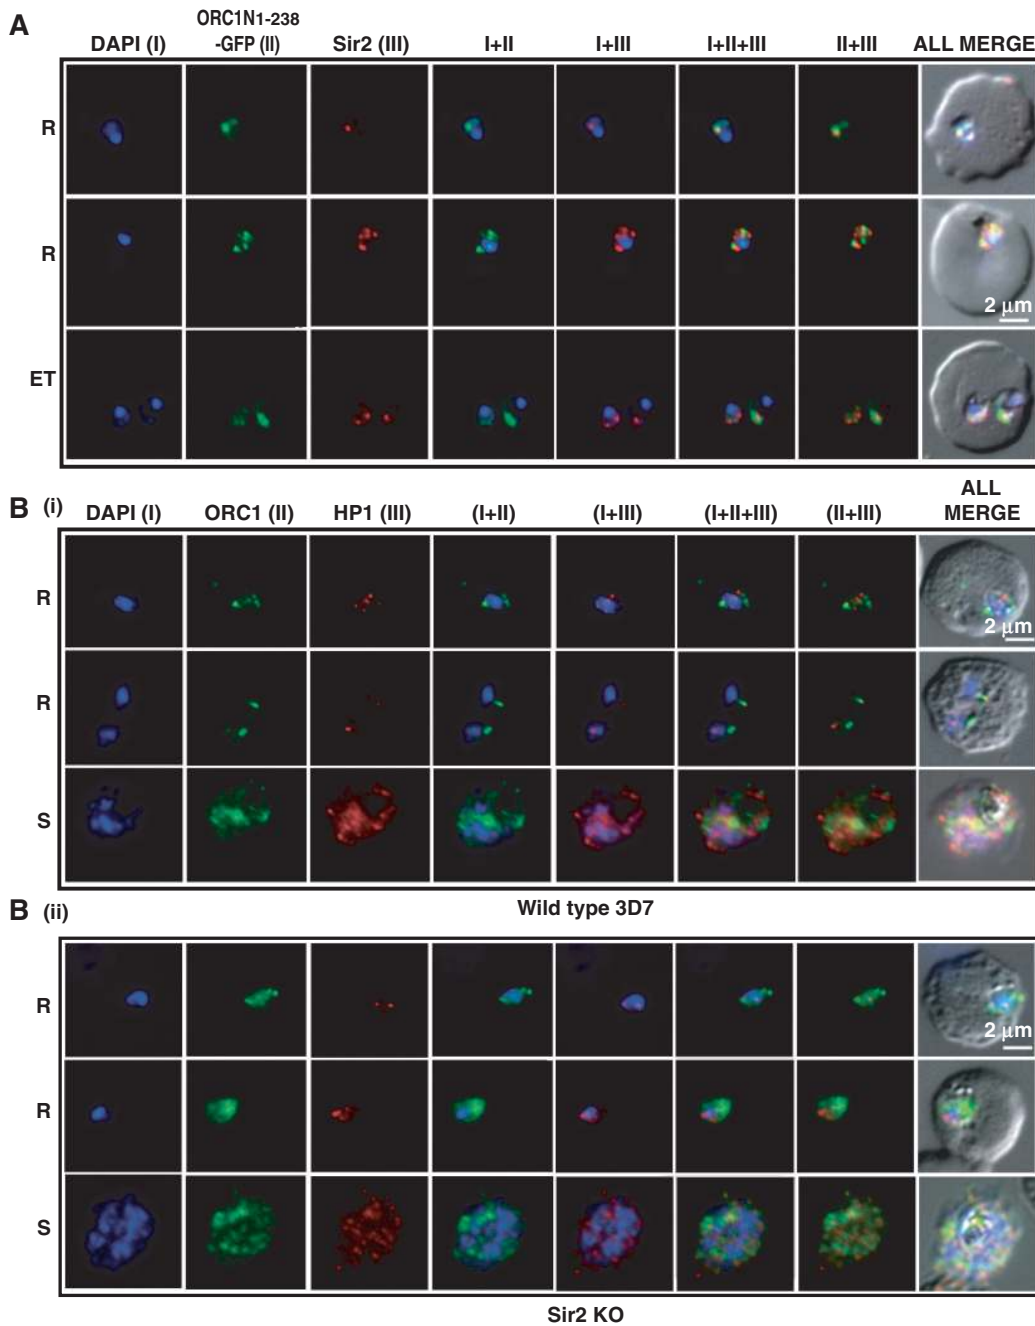 A
DAPI (I) ORC1N1-238 -GFP (II) Sir2 (III) I+II I+III I+II+III II+III ALL MERGE
R
R
2 μm
ET
B (i) DAPI (I) ORC1 (II) HP1 (III) (I+II) (I+III) (I+II+III) (II+III) ALL MERGE
R
2 μm
R
S
B (ii) Wild type 3D7
R
2 μm
R
S
Sir2 KO